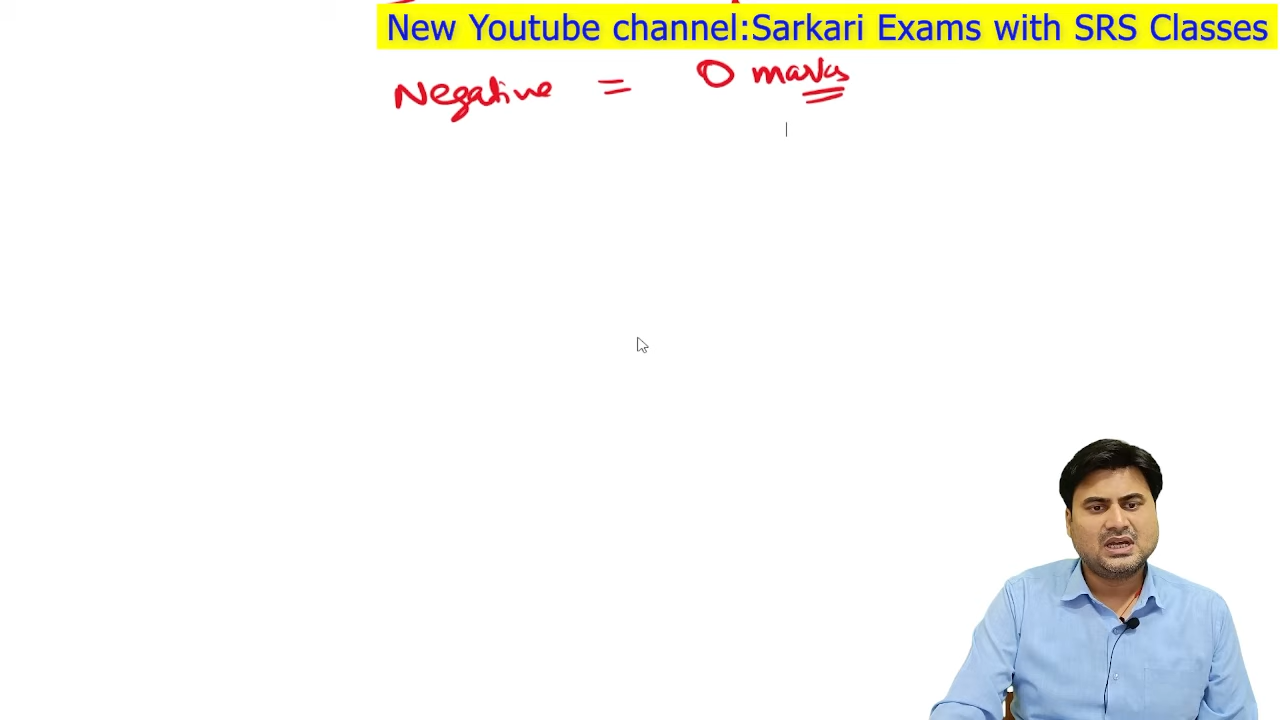 New Youtube channel:Sarkari Exams with SRS Classes
Negative = 0 marks